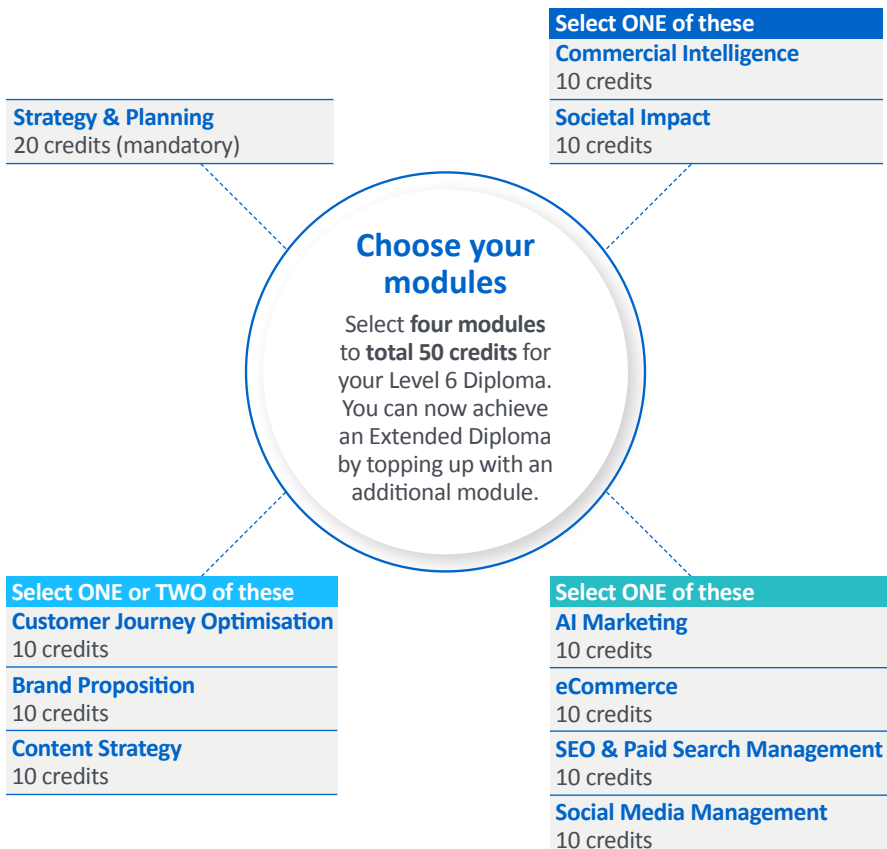 Strategy & Planning
20 credits (mandatory)
Select ONE of these
Commercial Intelligence
10 credits
Societal Impact
10 credits
Choose your
modules
Select four modules
to total 50 credits for
your Level 6 Diploma.
You can now achieve
an Extended Diploma
by topping up with an
additional module.
Select ONE or TWO of these
Customer Journey Optimisation
10 credits
Brand Proposition
10 credits
Content Strategy
10 credits
Select ONE of these
AI Marketing
10 credits
eCommerce
10 credits
SEO & Paid Search Management
10 credits
Social Media Management
10 credits